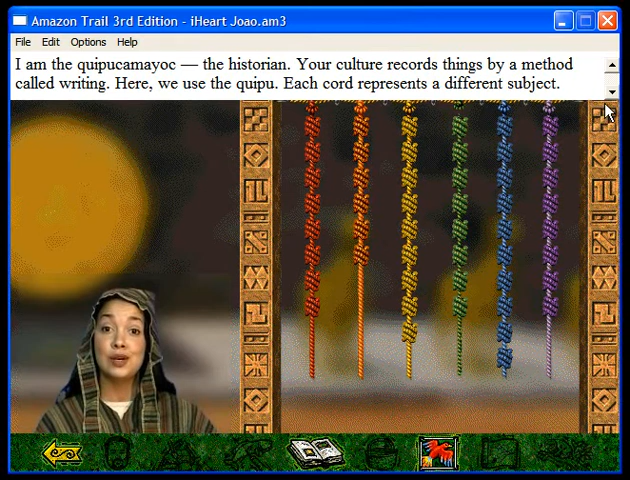 Amazon Trail 3rd Edition - iHeart Joao.am3
File Edit Options Help
I am the quipucamayoc — the historian. Your culture records things by a method
called writing. Here, we use the quipu. Each cord represents a different subject.